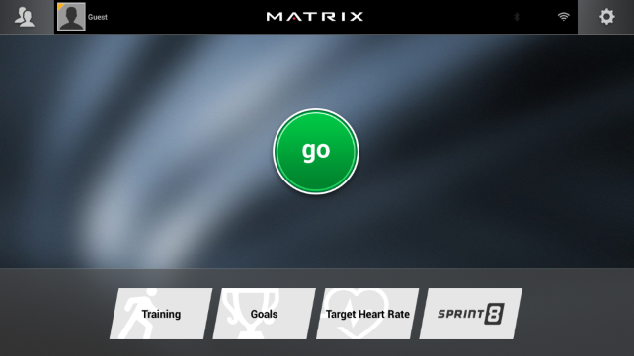 Guest
MATRIX
go
Training
Goals
Target Heart Rate
SPRINT 8